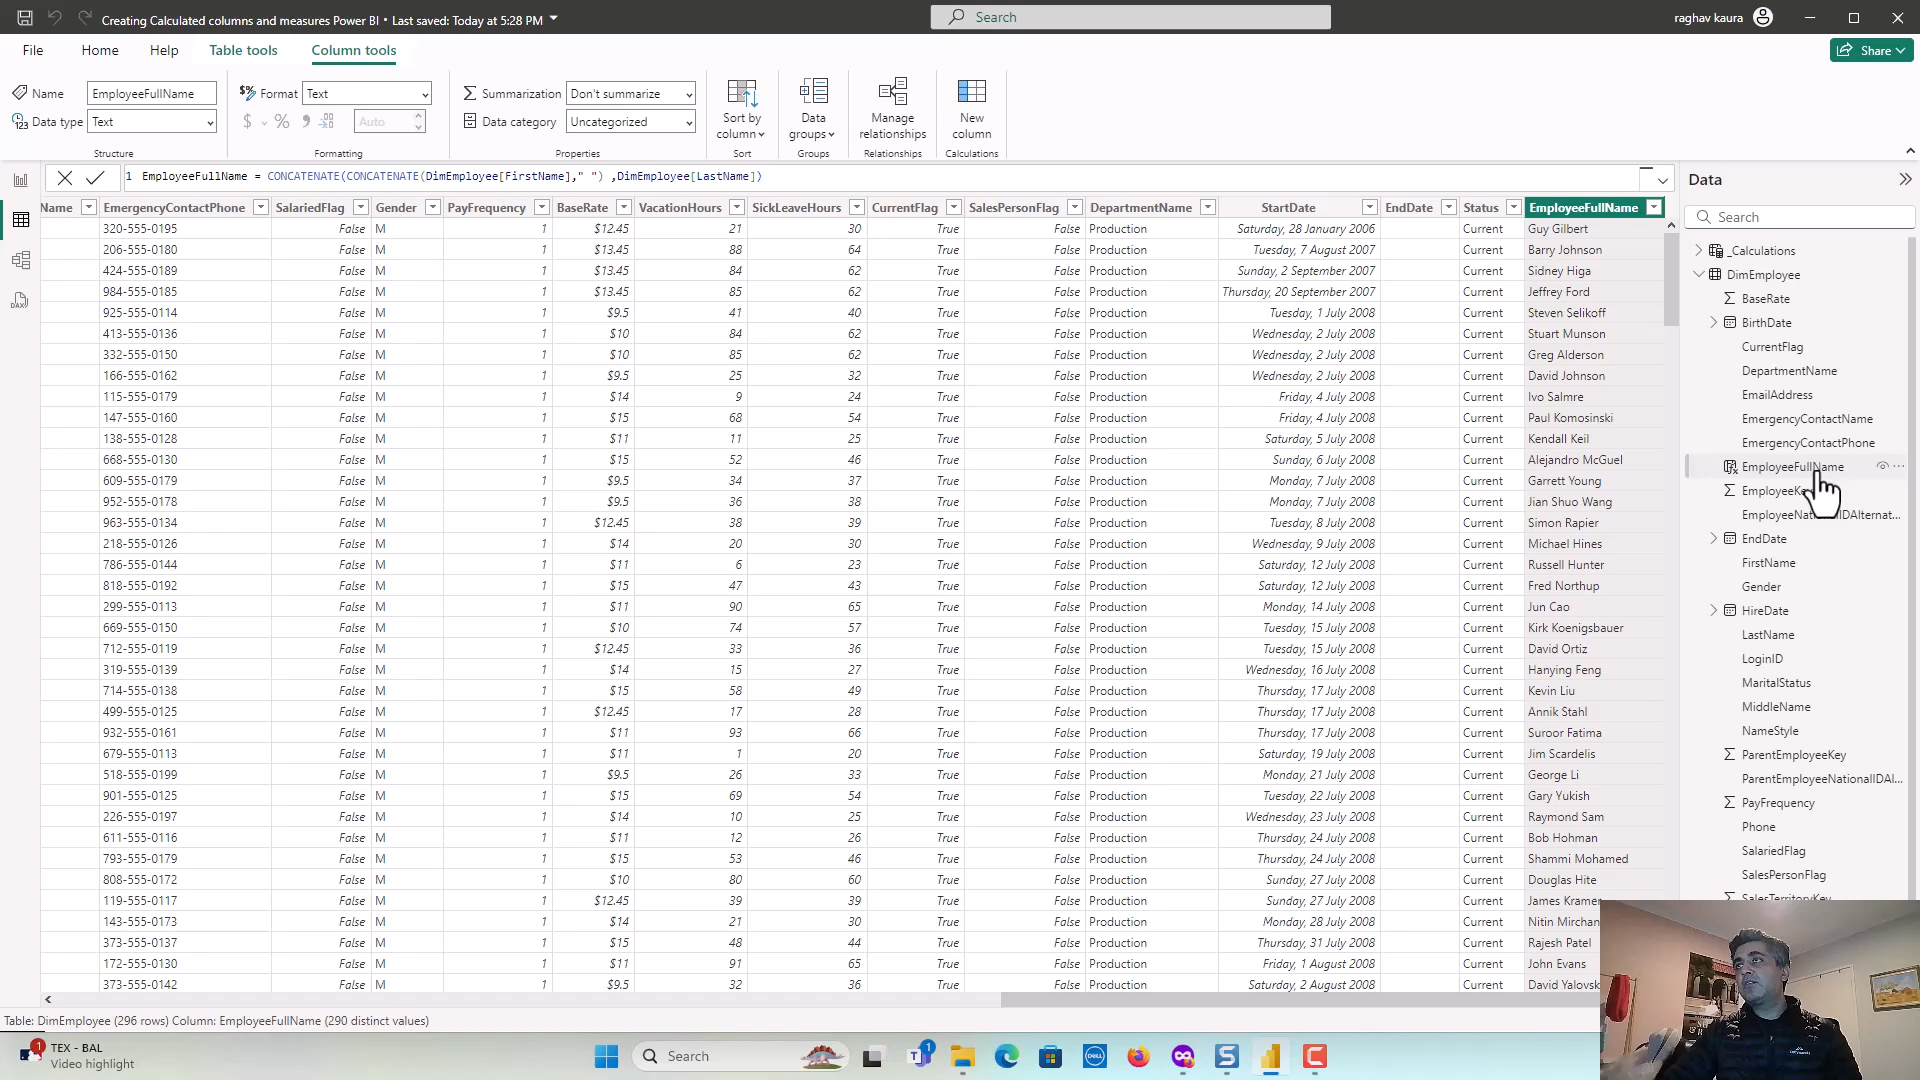 Creating Calculated columns and measures Power BI • Last saved: Today at 5:28 PM
Search
raghav kaura
File Home Help Table tools Column tools
Share
Name EmployeeFullName
Data type Text
Structure
Format Text
$ % 9 Auto
Formatting
Summarization Don't summarize
Data category Uncategorized
Properties
Sort by column
Sort
Data groups
Groups
Manage relationships
Relationships
New column
Calculations
1 EmployeeFullName = CONCATENATE(CONCATENATE(DimEmployee[FirstName]," ") ,DimEmployee[LastName])
Name EmergencyContactPhone SalariedFlag Gender PayFrequency BaseRate VacationHours SickLeaveHours CurrentFlag SalesPersonFlag DepartmentName StartDate EndDate Status EmployeeFullName
320-555-0195 False M 1 $12.45 21 30 True False Production Saturday, 28 January 2006 Current Guy Gilbert
206-555-0180 False M 1 $13.45 88 64 True False Production Tuesday, 7 August 2007 Current Barry Johnson
424-555-0189 False M 1 $13.45 84 62 True False Production Sunday, 2 September 2007 Current Sidney Higa
984-555-0185 False M 1 $13.45 85 62 True False Production Thursday, 20 September 2007 Current Jeffrey Ford
925-555-0114 False M 1 $9.5 41 40 True False Production Tuesday, 1 July 2008 Current Steven Selikoff
413-555-0136 False M 1 $10 84 62 True False Production Wednesday, 2 July 2008 Current Stuart Munson
332-555-0150 False M 1 $10 85 62 True False Production Wednesday, 2 July 2008 Current Greg Alderson
166-555-0162 False M 1 $9.5 25 32 True False Production Wednesday, 2 July 2008 Current David Johnson
115-555-0179 False M 1 $14 9 24 True False Production Friday, 4 July 2008 Current Ivo Salmre
147-555-0160 False M 1 $15 68 54 True False Production Friday, 4 July 2008 Current Paul Komosinski
138-555-0128 False M 1 $11 11 25 True False Production Saturday, 5 July 2008 Current Kendall Keil
668-555-0130 False M 1 $15 52 46 True False Production Sunday, 6 July 2008 Current Alejandro McGuel
609-555-0179 False M 1 $9.5 34 37 True False Production Monday, 7 July 2008 Current Garrett Young
952-555-0178 False M 1 $9.5 36 38 True False Production Monday, 7 July 2008 Current Jian Shuo Wang
963-555-0134 False M 1 $12.45 38 39 True False Production Tuesday, 8 July 2008 Current Simon Rapier
218-555-0126 False M 1 $14 20 30 True False Production Wednesday, 9 July 2008 Current Michael Hines
786-555-0144 False M 1 $11 6 23 True False Production Saturday, 12 July 2008 Current Russell Hunter
818-555-0192 False M 1 $15 47 43 True False Production Saturday, 12 July 2008 Current Fred Northup
299-555-0113 False M 1 $11 90 65 True False Production Monday, 14 July 2008 Current Jun Cao
669-555-0150 False M 1 $10 74 57 True False Production Tuesday, 15 July 2008 Current Kirk Koenigsbauer
712-555-0119 False M 1 $12.45 33 36 True False Production Tuesday, 15 July 2008 Current David Ortiz
319-555-0139 False M 1 $14 15 27 True False Production Wednesday, 16 July 2008 Current Hanying Feng
714-555-0138 False M 1 $15 58 49 True False Production Thursday, 17 July 2008 Current Kevin Liu
499-555-0125 False M 1 $12.45 17 28 True False Production Thursday, 17 July 2008 Current Annik Stahl
932-555-0161 False M 1 $11 93 66 True False Production Thursday, 17 July 2008 Current Suroor Fatima
679-555-0113 False M 1 $11 1 20 True False Production Saturday, 19 July 2008 Current Jim Scardelis
518-555-0199 False M 1 $9.5 26 33 True False Production Monday, 21 July 2008 Current George Li
901-555-0125 False M 1 $15 69 54 True False Production Tuesday, 22 July 2008 Current Gary Yukish
226-555-0197 False M 1 $14 10 25 True False Production Wednesday, 23 July 2008 Current Raymond Sam
611-555-0116 False M 1 $11 12 26 True False Production Thursday, 24 July 2008 Current Bob Hohman
793-555-0179 False M 1 $15 53 46 True False Production Thursday, 24 July 2008 Current Shammi Mohamed
808-555-0172 False M 1 $10 80 60 True False Production Sunday, 27 July 2008 Current Douglas Hite
119-555-0117 False M 1 $12.45 39 39 True False Production Sunday, 27 July 2008 Current James Kramer
143-555-0173 False M 1 $14 21 30 True False Production Monday, 28 July 2008 Current Nitin Mirchan
373-555-0137 False M 1 $15 48 44 True False Production Thursday, 31 July 2008 Current Rajesh Patel
172-555-0130 False M 1 $11 91 65 True False Production Friday, 1 August 2008 Current John Evans
373-555-0142 False M 1 $9.5 32 36 True False Production Saturday, 2 August 2008 Current David Yalovsk
Data
Search
_Calculations
DimEmployee
BaseRate
BirthDate
CurrentFlag
DepartmentName
EmailAddress
EmergencyContactName
EmergencyContactPhone
EmployeeFullName
EmployeeKe
EmployeeNationalIDAlternat...
EndDate
FirstName
Gender
HireDate
LastName
LoginID
MaritalStatus
MiddleName
NameStyle
ParentEmployeeKey
ParentEmployeeNationalIDAl...
PayFrequency
Phone
SalariedFlag
SalesPersonFlag
SalesTerritoryKey
Table: DimEmployee (296 rows) Column: EmployeeFullName (290 distinct values)
1 TEX - BAL
Video highlight
Search
1
DELL
S
C